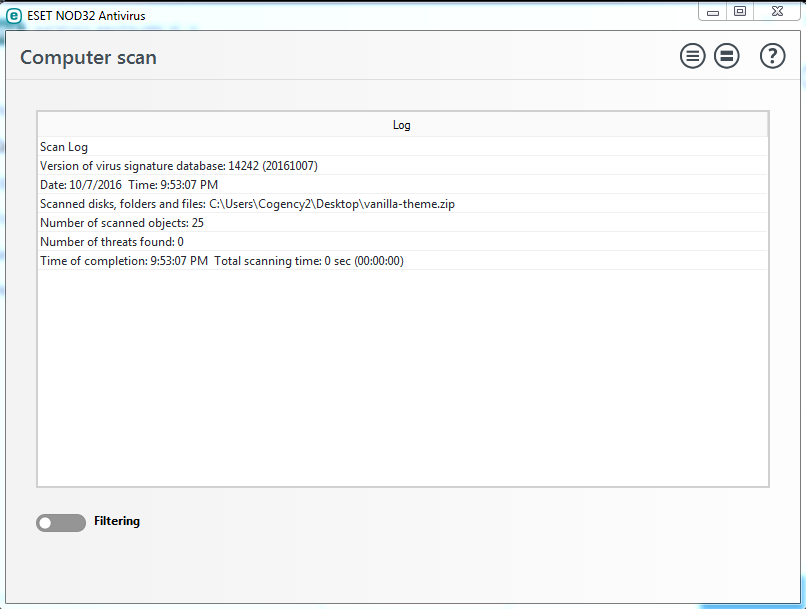 ESET NOD32 Antivirus
Computer scan
Log
Scan Log
Version of virus signature database: 14242 (20161007)
Date: 10/7/2016  Time: 9:53:07 PM
Scanned disks, folders and files: C:\Users\Cogency2\Desktop\vanilla-theme.zip
Number of scanned objects: 25
Number of threats found: 0
Time of completion: 9:53:07 PM  Total scanning time: 0 sec (00:00:00)
Filtering